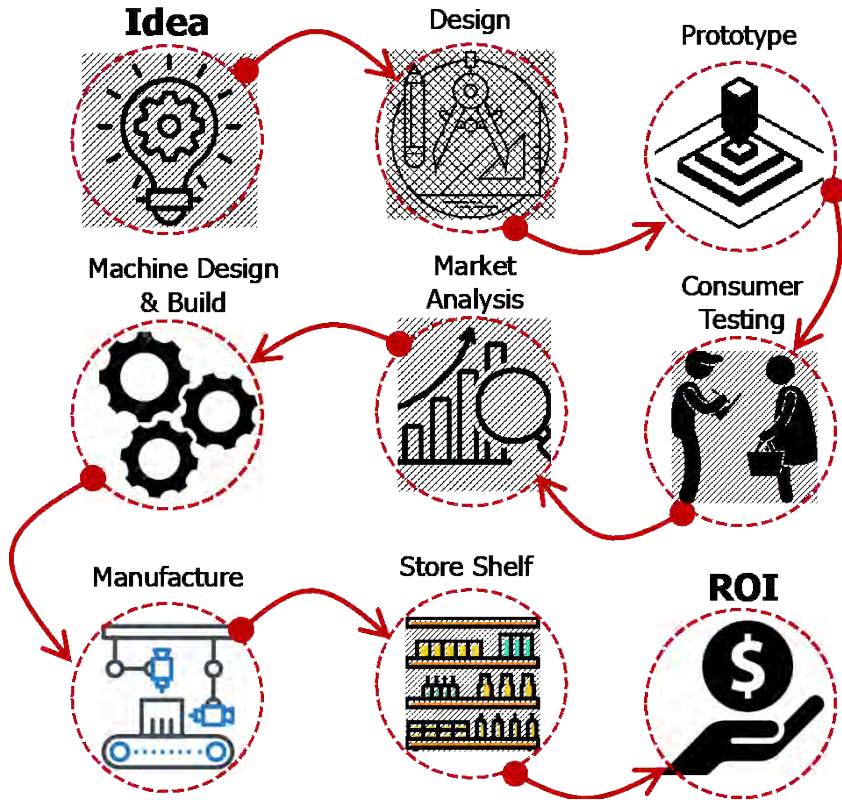 Idea
Design
Prototype
Consumer
Testing
Market
Analysis
Machine Design
& Build
Manufacture
Store Shelf
ROI
$